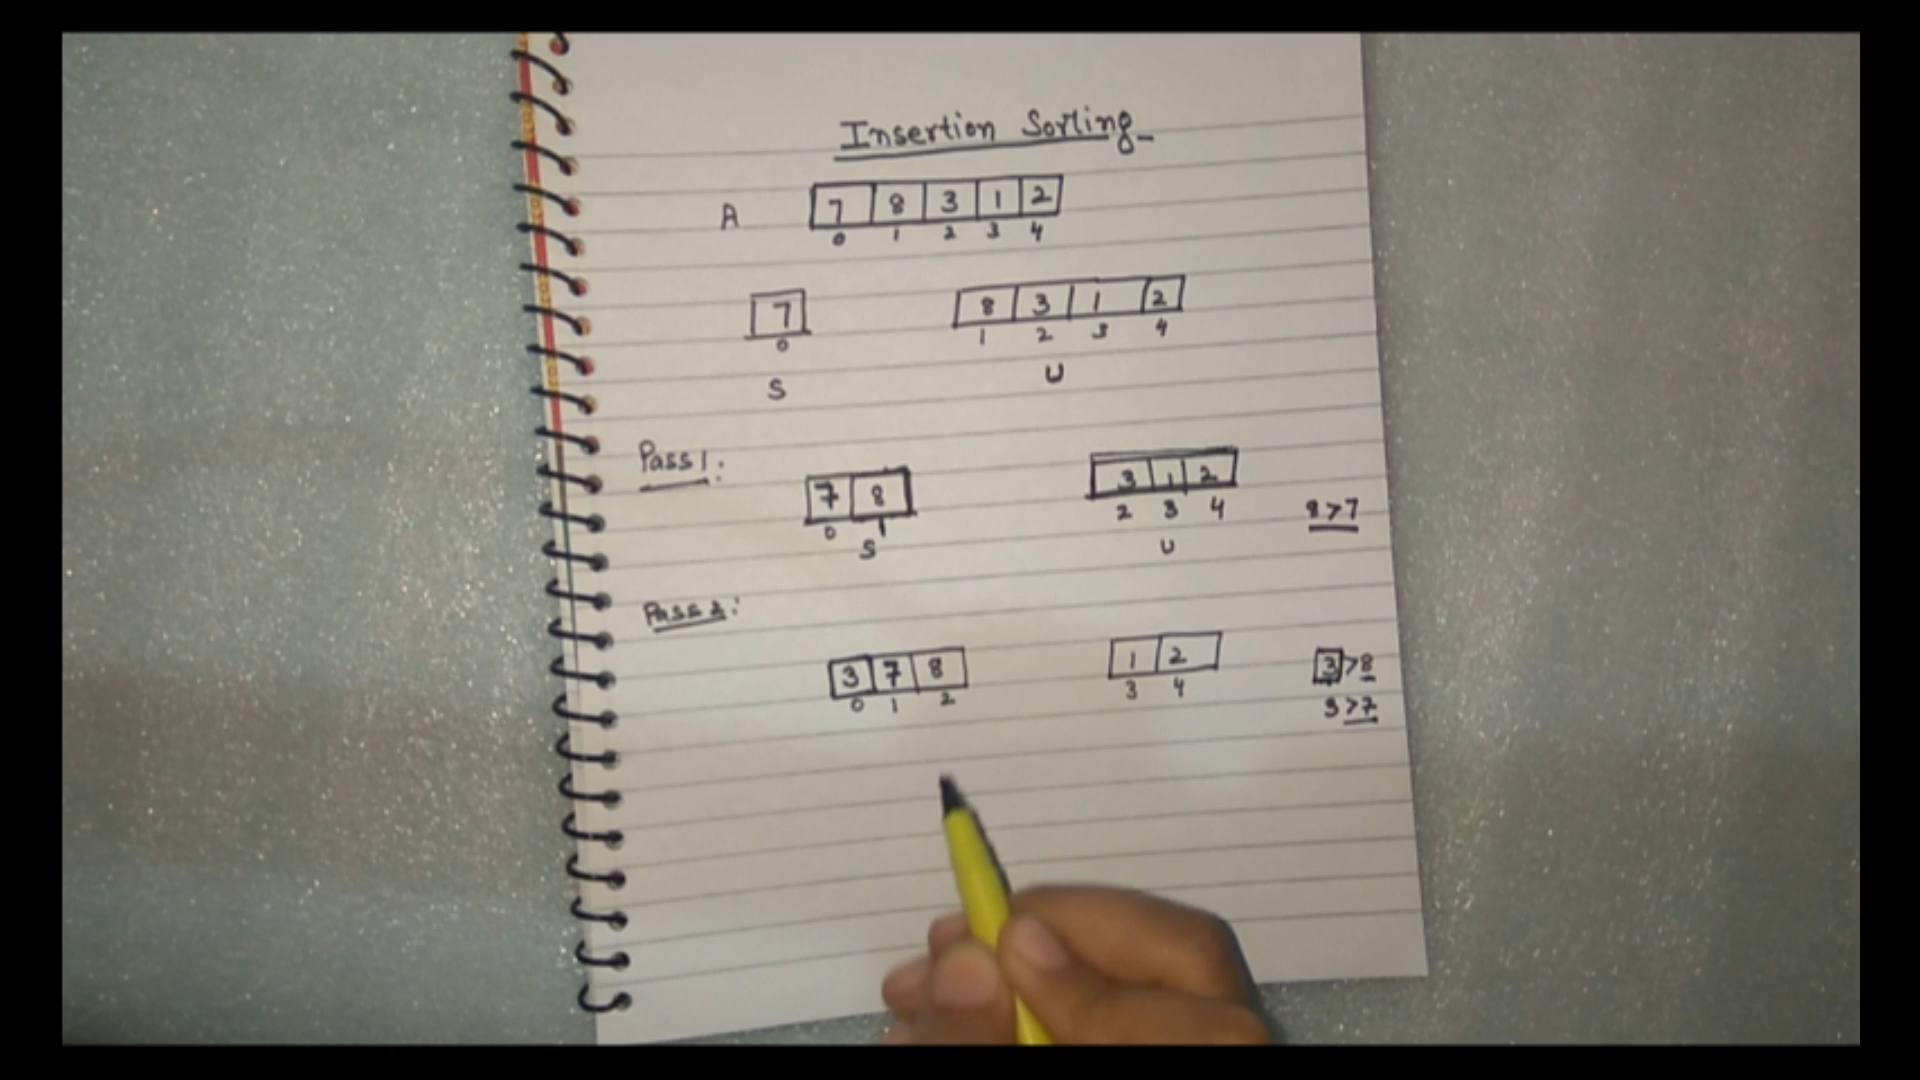 Insertion Sorting
A 7 8 3 1 2
0 1 2 3 4
7 8 3 1 2
0 1 2 3 4
S U
Pass 1:
7 8 3 1 2
0 1 2 3 4 8>7
S U
Pass 2:
3 7 8 1 2 3>8
0 1 2 3 4 3>7